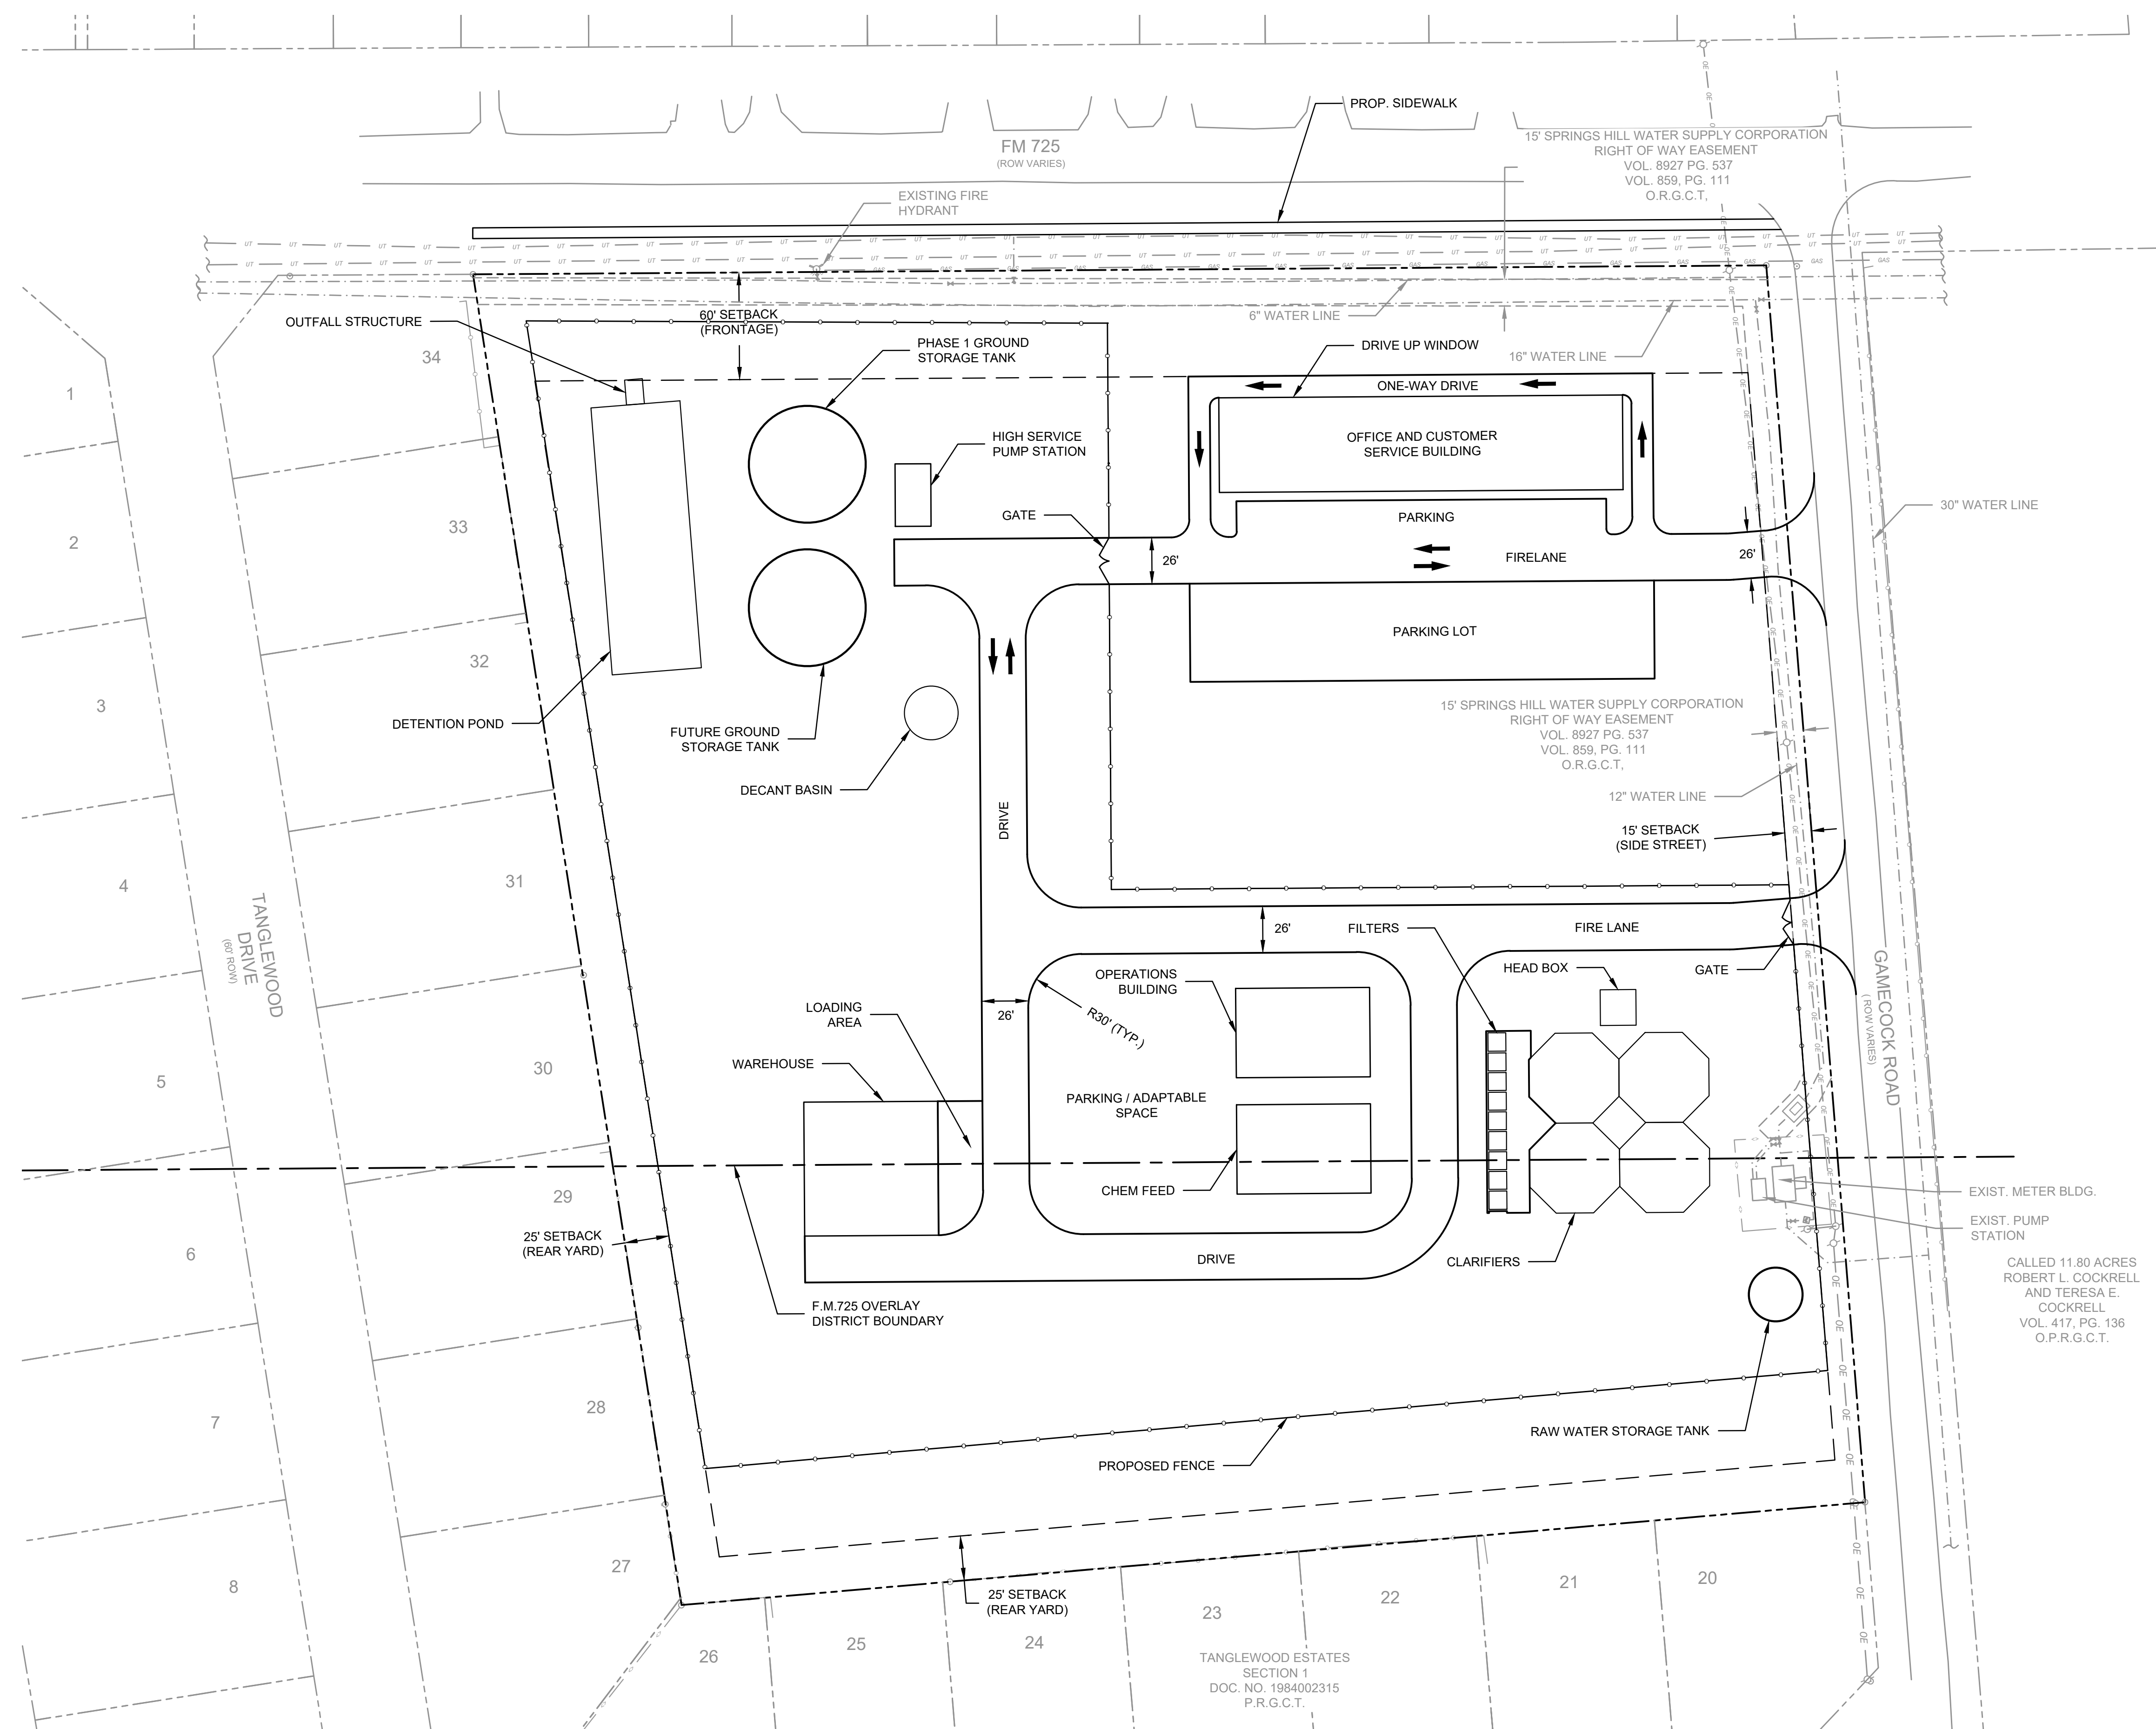 PROP. SIDEWALK
FM 725
(ROW VARIES)
15' SPRINGS HILL WATER SUPPLY CORPORATION
RIGHT OF WAY EASEMENT
VOL. 8927 PG. 537
VOL. 859, PG. 111
O.R.G.C.T,
EXISTING FIRE
HYDRANT
OUTFALL STRUCTURE
60' SETBACK
(FRONTAGE)
6" WATER LINE
16" WATER LINE
PHASE 1 GROUND
STORAGE TANK
DRIVE UP WINDOW
ONE-WAY DRIVE
HIGH SERVICE
PUMP STATION
OFFICE AND CUSTOMER
SERVICE BUILDING
GATE
PARKING
30" WATER LINE
26'
FIRELANE
26'
PARKING LOT
DETENTION POND
FUTURE GROUND
STORAGE TANK
DECANT BASIN
DRIVE
15' SPRINGS HILL WATER SUPPLY CORPORATION
RIGHT OF WAY EASEMENT
VOL. 8927 PG. 537
VOL. 859, PG. 111
O.R.G.C.T,
12" WATER LINE
15' SETBACK
(SIDE STREET)
TANGLEWOOD
DRIVE
(60' ROW)
26'
FILTERS
FIRE LANE
OPERATIONS
BUILDING
HEAD BOX
GATE
GAMECOCK ROAD
( ROW VARIES)
LOADING
AREA
26'
R30' (TYP.)
WAREHOUSE
PARKING / ADAPTABLE
SPACE
CHEM FEED
EXIST. METER BLDG.
EXIST. PUMP
STATION
25' SETBACK
(REAR YARD)
DRIVE
CLARIFIERS
CALLED 11.80 ACRES
ROBERT L. COCKRELL
AND TERESA E.
COCKRELL
VOL. 417, PG. 136
O.P.R.G.C.T.
F.M.725 OVERLAY
DISTRICT BOUNDARY
RAW WATER STORAGE TANK
PROPOSED FENCE
25' SETBACK
(REAR YARD)
TANGLEWOOD ESTATES
SECTION 1
DOC. NO. 1984002315
P.R.G.C.T.
1
2
3
4
5
6
7
8
34
33
32
31
30
29
28
27
26
25
24
23
22
21
20
UT
GAS
OE